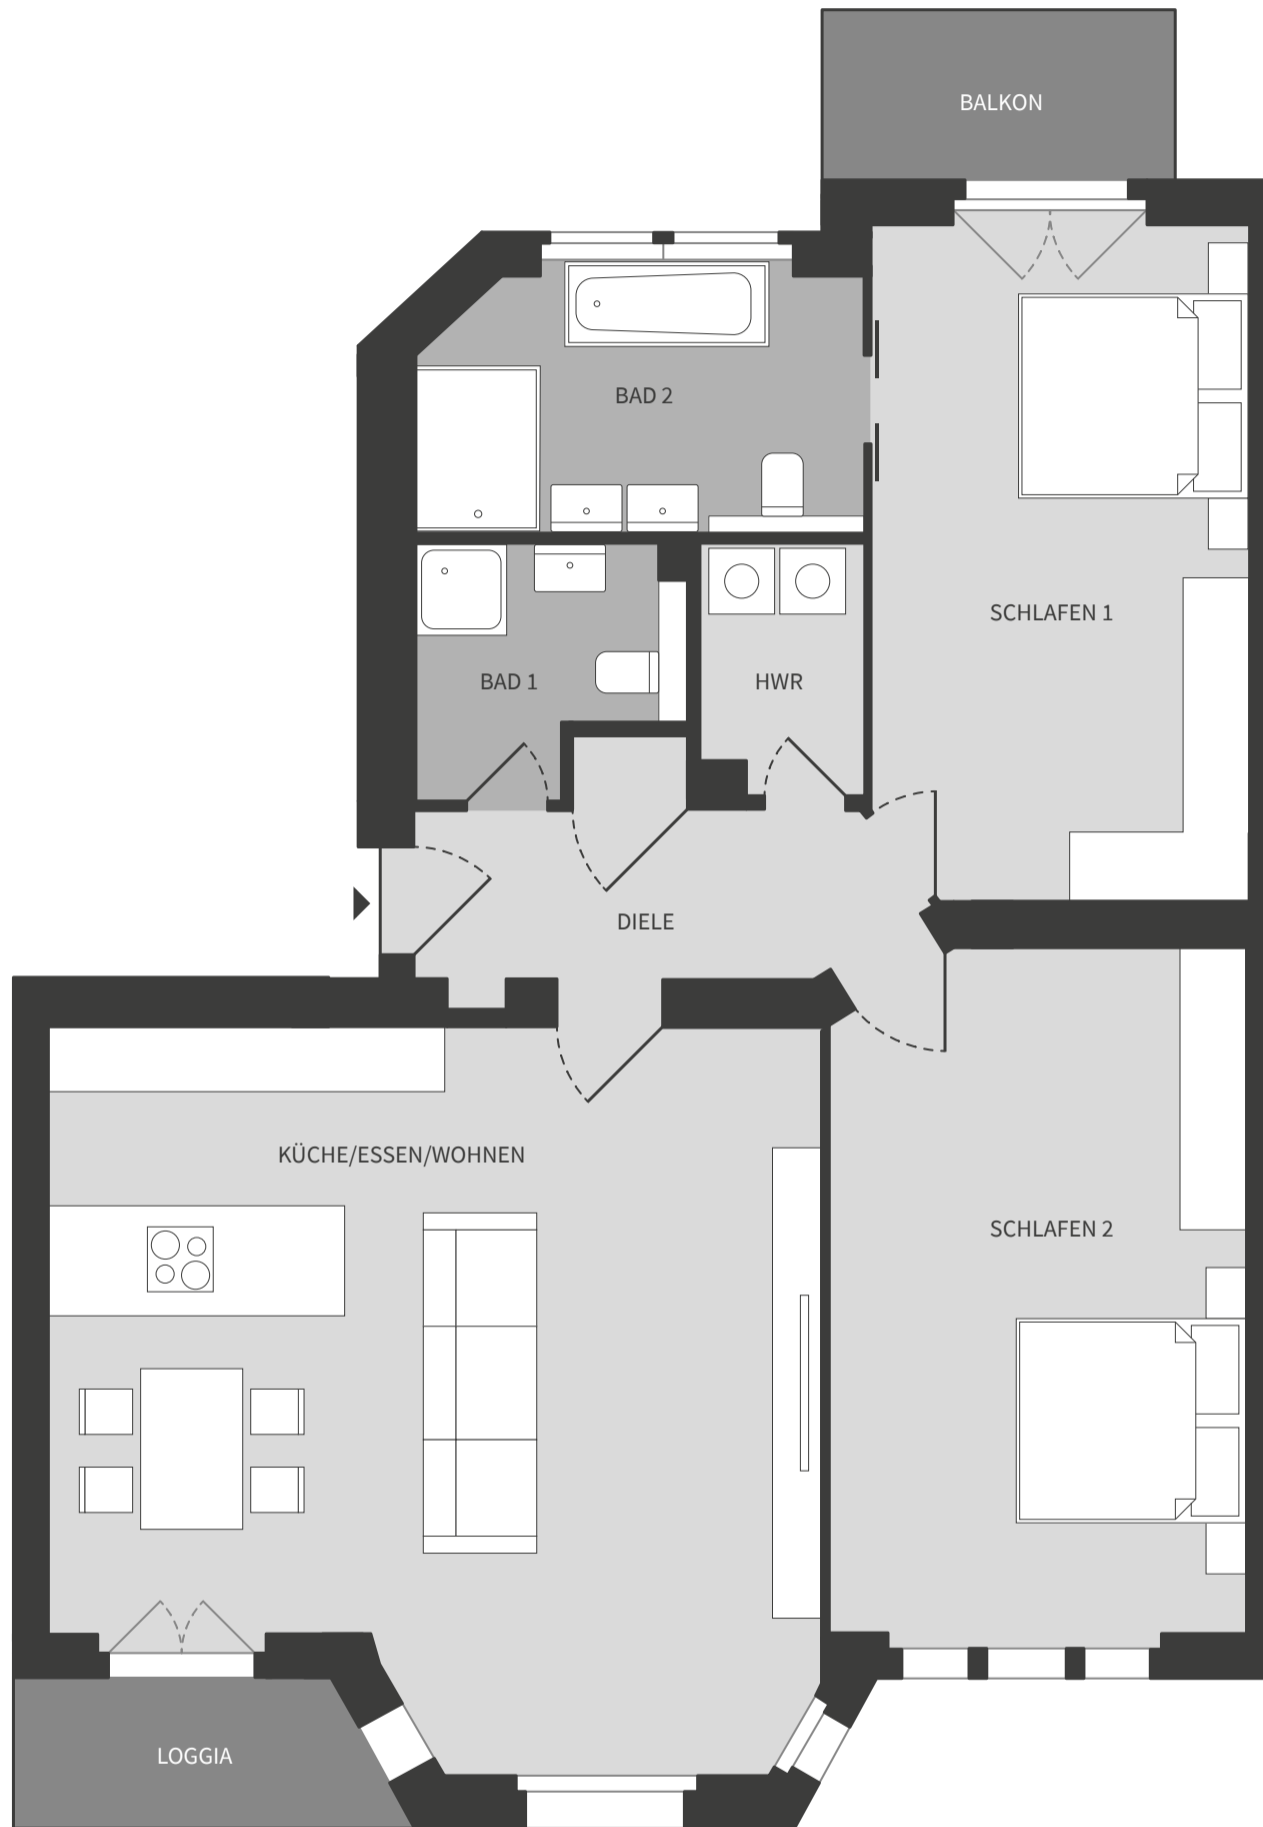 BALKON
BAD 2
SCHLAFEN 1
BAD 1
HWR
DIELE
KÜCHE/ESSEN/WOHNEN
SCHLAFEN 2
LOGGIA